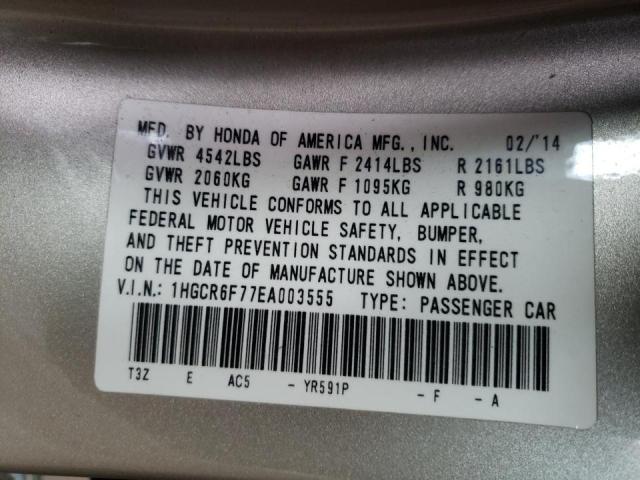 MFD. BY HONDA OF AMERICA MFG., INC. 02/'14
GVWR 4542LBS GAWR F 2414LBS R 2161LBS
GVWR 2060KG GAWR F 1095KG R 980KG
THIS VEHICLE CONFORMS TO ALL APPLICABLE
FEDERAL MOTOR VEHICLE SAFETY, BUMPER,
AND THEFT PREVENTION STANDARDS IN EFFECT
ON THE DATE OF MANUFACTURE SHOWN ABOVE.
V.I.N.: 1HGCR6F77EA003555 TYPE: PASSENGER CAR
T3Z E AC5 - YR591P - F - A